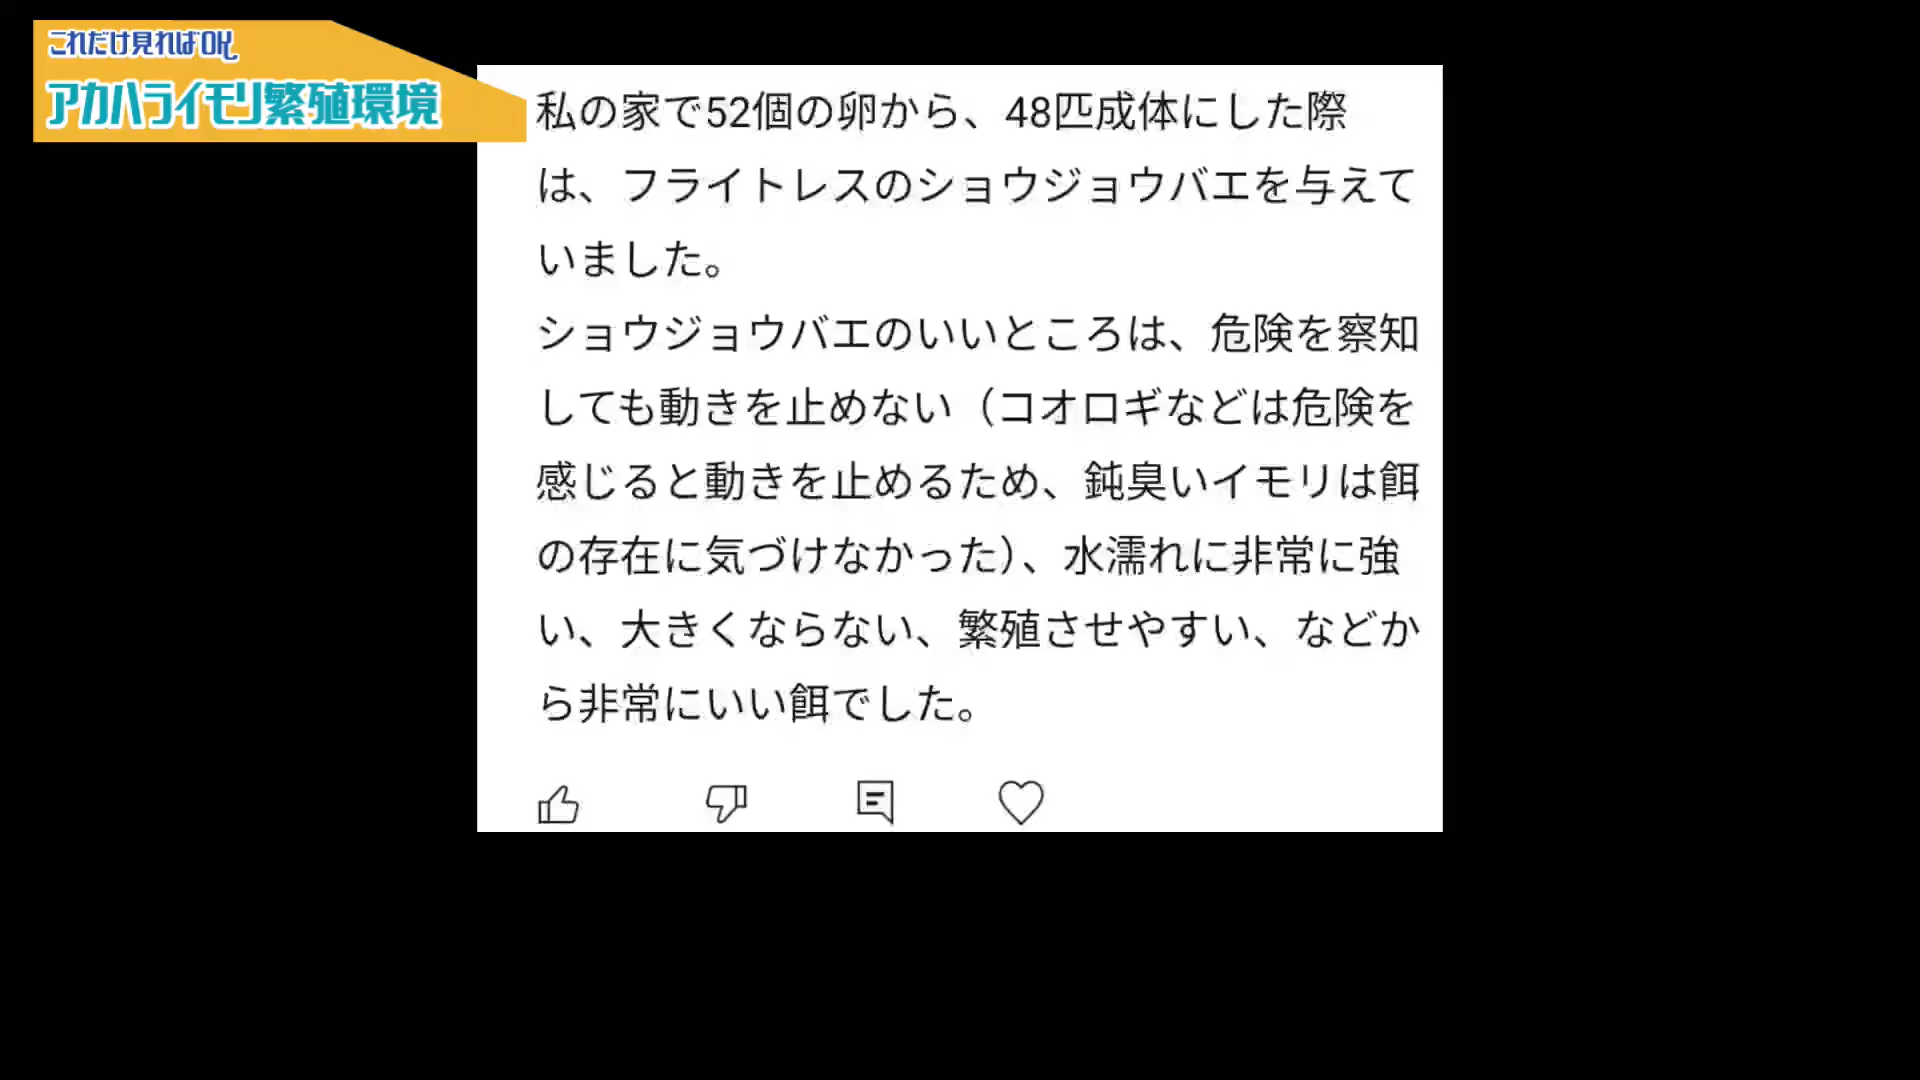 これだけ見ればOK
アカハライモリ繁殖環境
私の家で52個の卵から、48匹成体にした際
は、フライトレスのショウジョウバエを与えて
いました。
ショウジョウバエのいいところは、危険を察知
しても動きを止めない（コオロギなどは危険を
感じると動きを止めるため、鈍臭いイモリは餌
の存在に気づけなかった）、水濡れに非常に強
い、大きくならない、繁殖させやすい、などか
ら非常にいい餌でした。